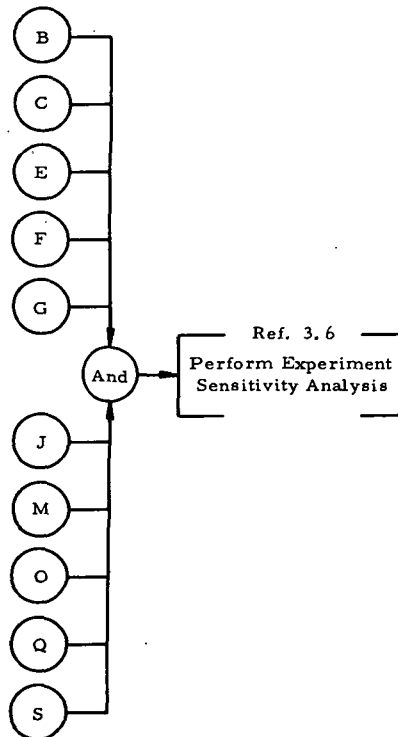 B
C
E
F
G
And
Ref. 3.6
Perform Experiment
Sensitivity Analysis
J
M
O
Q
S